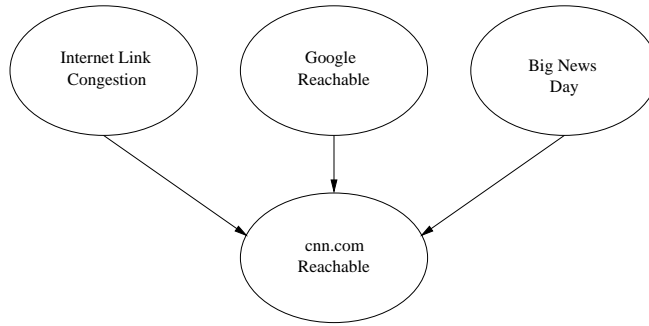 Internet Link
Congestion
Google
Reachable
Big News
Day
cnn.com
Reachable